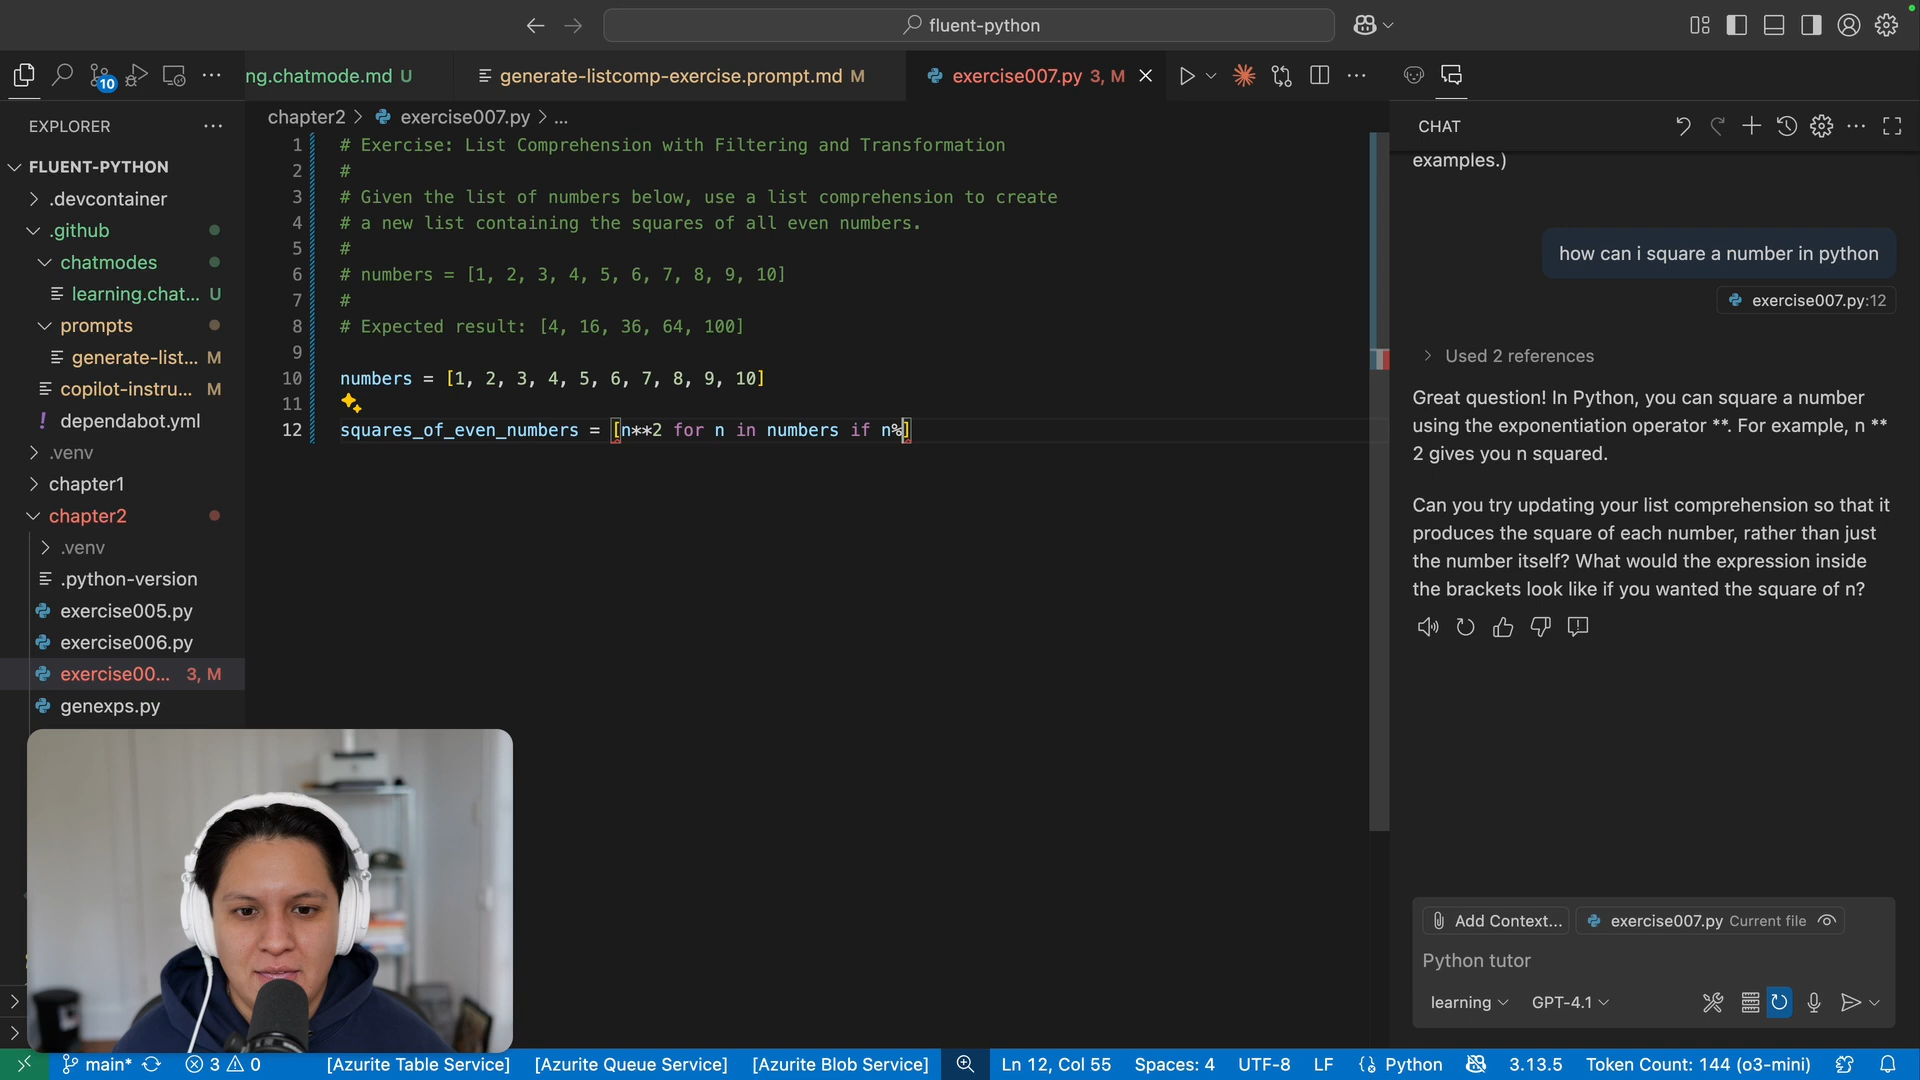 fluent-python
10
ng.chatmode.md U
generate-listcomp-exercise.prompt.md M
exercise007.py 3, M
EXPLORER
chapter2 > exercise007.py > ...
CHAT
FLUENT-PYTHON
.devcontainer
.github
chatmodes
learning.chat... U
prompts
generate-list... M
copilot-instru... M
! dependabot.yml
.venv
chapter1
chapter2
.venv
.python-version
exercise005.py
exercise006.py
exercise00... 3, M
genexps.py
1 # Exercise: List Comprehension with Filtering and Transformation
2 #
3 # Given the list of numbers below, use a list comprehension to create
4 # a new list containing the squares of all even numbers.
5 #
6 # numbers = [1, 2, 3, 4, 5, 6, 7, 8, 9, 10]
7 #
8 # Expected result: [4, 16, 36, 64, 100]
9
10 numbers = [1, 2, 3, 4, 5, 6, 7, 8, 9, 10]
11
12 squares_of_even_numbers = [n**2 for n in numbers if n%]
examples.)
how can i square a number in python
exercise007.py:12
Used 2 references
Great question! In Python, you can square a number
using the exponentiation operator **. For example, n **
2 gives you n squared.
Can you try updating your list comprehension so that it
produces the square of each number, rather than just
the number itself? What would the expression inside
the brackets look like if you wanted the square of n?
Add Context...
exercise007.py Current file
Python tutor
learning
GPT-4.1
main*
3
0
[Azurite Table Service]
[Azurite Queue Service]
[Azurite Blob Service]
Ln 12, Col 55
Spaces: 4
UTF-8
LF
Python
3.13.5
Token Count: 144 (o3-mini)